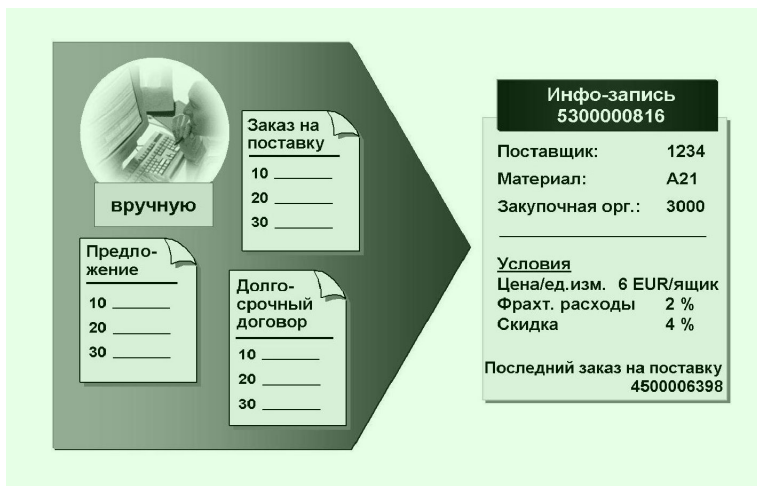 вручную
Заказ на
поставку
10
20
30
Предло-
жение
10
20
30
Долго-
срочный
договор
10
20
30
Инфо-запись
5300000816
Поставщик: 1234
Материал: A21
Закупочная орг.: 3000
Условия
Цена/ед.изм. 6 EUR/ящик
Фрахт. расходы 2 %
Скидка 4 %
Последний заказ на поставку
4500006398